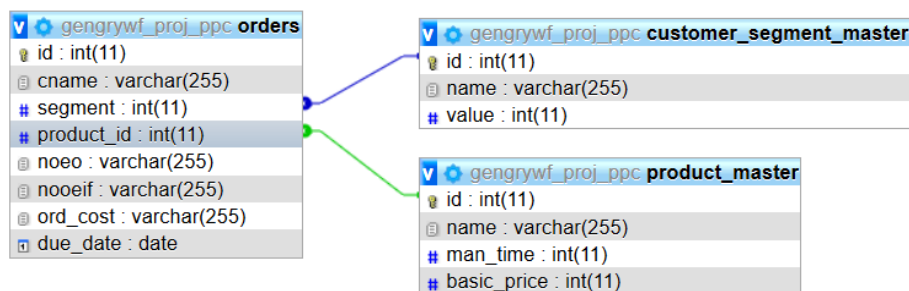 gengrywf_proj_ppc orders
id : int(11)
cname : varchar(255)
segment : int(11)
product_id : int(11)
noeo : varchar(255)
nooeif : varchar(255)
ord_cost : varchar(255)
due_date : date
gengrywf_proj_ppc customer_segment_master
id : int(11)
name : varchar(255)
value : int(11)
gengrywf_proj_ppc product_master
id : int(11)
name : varchar(255)
man_time : int(11)
basic_price : int(11)